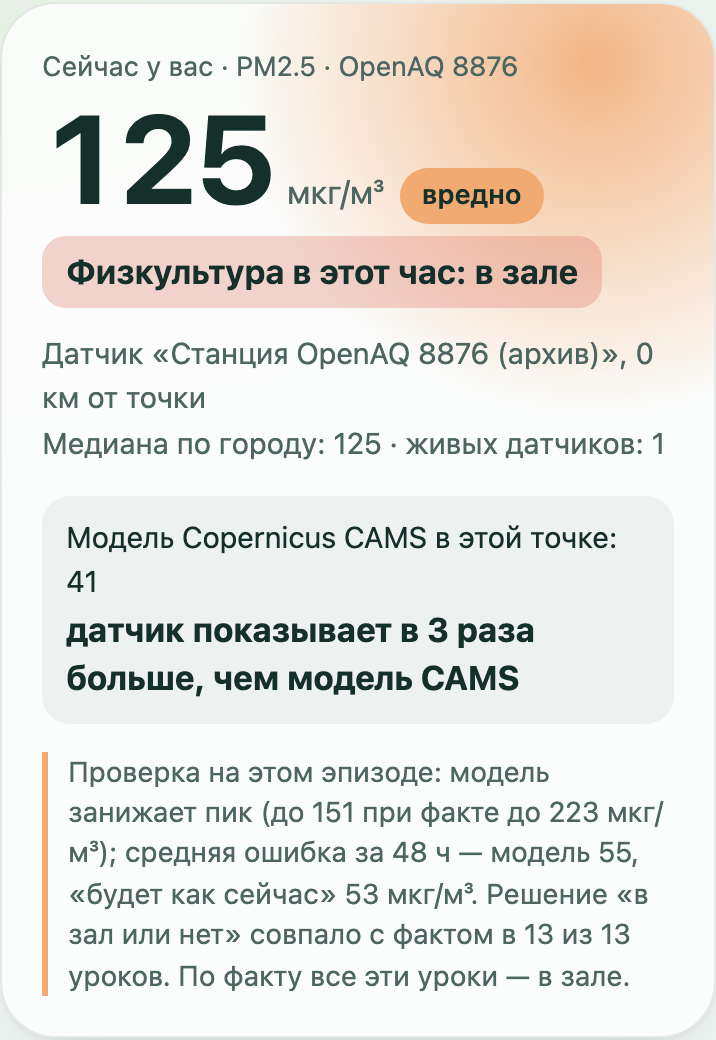 Сейчас у вас · PM2.5 · OpenAQ 8876
125 мкг/м³ вредно
Физкультура в этот час: в зале
Датчик «Станция OpenAQ 8876 (архив)», 0
км от точки
Медиана по городу: 125 · живых датчиков: 1
Модель Copernicus CAMS в этой точке:
41
датчик показывает в 3 раза
больше, чем модель CAMS
Проверка на этом эпизоде: модель
занижает пик (до 151 при факте до 223 мкг/
м³); средняя ошибка за 48 ч — модель 55,
«будет как сейчас» 53 мкг/м³. Решение «в
зал или нет» совпало с фактом в 13 из 13
уроков. По факту все эти уроки — в зале.